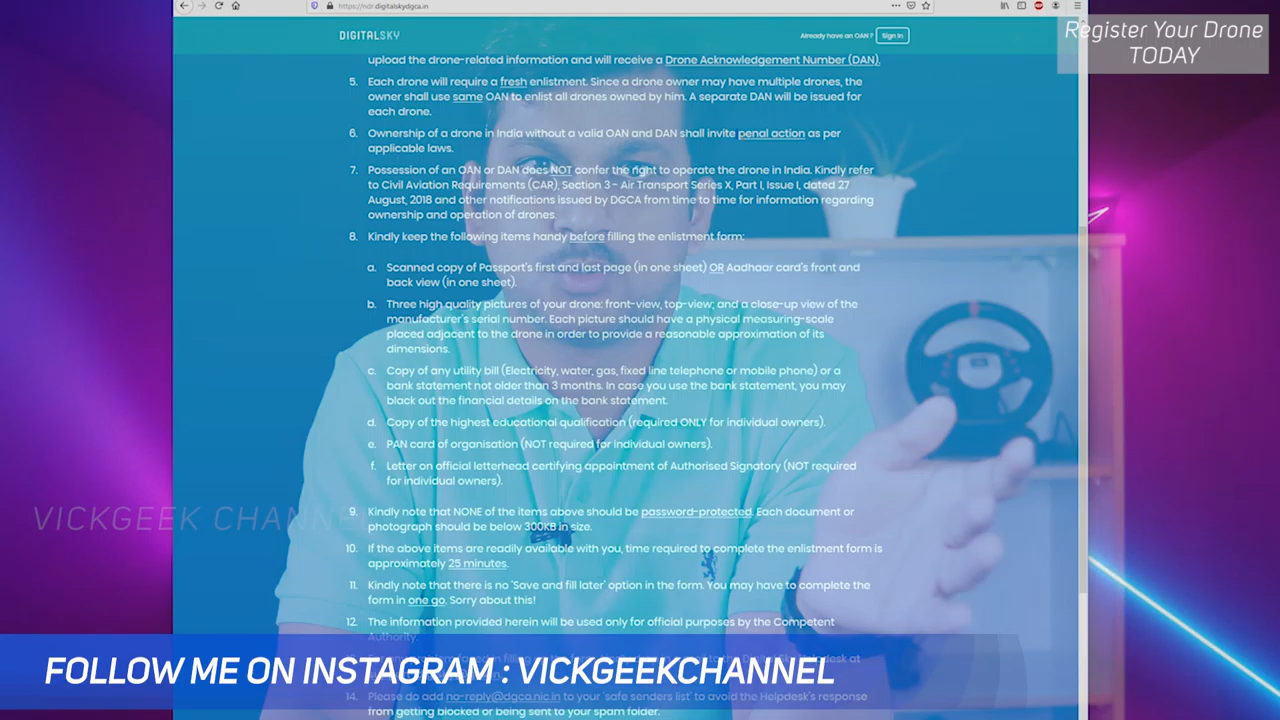 https://ndr.digitalskydgca.in
Register Your Drone
TODAY
DIGITALSKY
Already have an OAN ? Sign In
upload the drone-related information and will receive a Drone Acknowledgement Number (DAN).
5. Each drone will require a fresh enlistment. Since a drone owner may have multiple drones, the
owner shall use same OAN to enlist all drones owned by him. A separate DAN will be issued for
each drone.
6. Ownership of a drone in India without a valid OAN and DAN shall invite penal action as per
applicable laws.
7. Possession of an OAN or DAN does NOT confer the right to operate the drone in India. Kindly refer
to Civil Aviation Requirements (CAR), Section 3 - Air Transport Series X, Part I, Issue I, dated 27
August, 2018 and other notifications issued by DGCA from time to time for information regarding
ownership and operation of drones.
8. Kindly keep the following items handy before filling the enlistment form:
a. Scanned copy of Passport's first and last page (in one sheet) OR Aadhaar card's front and
back view (in one sheet).
b. Three high quality pictures of your drone: front-view, top-view; and a close-up view of the
manufacturer's serial number. Each picture should have a physical measuring-scale
placed adjacent to the drone in order to provide a reasonable approximation of its
dimensions.
c. Copy of any utility bill (Electricity, water, gas, fixed line telephone or mobile phone) or a
bank statement not older than 3 months. In case you use the bank statement, you may
black out the financial details on the bank statement.
d. Copy of the highest educational qualification (required ONLY for individual owners).
e. PAN card of organisation (NOT required for individual owners).
f. Letter on official letterhead certifying appointment of Authorised Signatory (NOT required
for individual owners).
VICKGEEK CHANNE
9. Kindly note that NONE of the items above should be password-protected. Each document or
photograph should be below 300KB in size.
10. If the above items are readily available with you, time required to complete the enlistment form is
approximately 25 minutes.
11. Kindly note that there is no 'Save and fill later' option in the form. You may have to complete the
form in one go. Sorry about this!
12. The information provided herein will be used only for official purposes by the Competent
Authority.
FOLLOW ME ON INSTAGRAM : VICKGEEKCHANNEL
14. Please do add no-reply@dgca.nic.in to your 'safe senders list' to avoid the Helpdesk's response
from getting blocked or being sent to your spam folder.